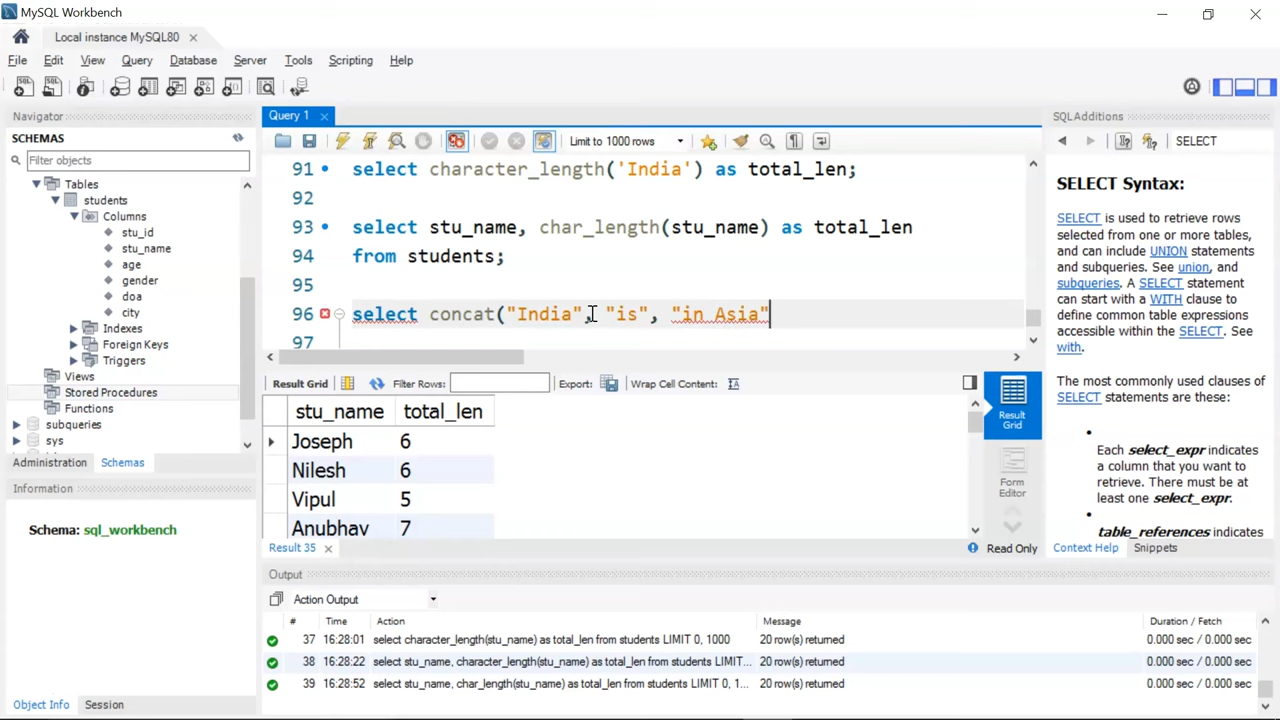 MySQL Workbench
Local instance MySQL80
File Edit View Query Database Server Tools Scripting Help
Navigator
SCHEMAS
Filter objects
Tables
students
Columns
stu_id
stu_name
age
gender
doa
city
Indexes
Foreign Keys
Triggers
Views
Stored Procedures
Functions
subqueries
sys
Administration Schemas
Information
Schema: sql_workbench
Object Info Session
Query 1
Limit to 1000 rows
91 select character_length('India') as total_len;
92
93 select stu_name, char_length(stu_name) as total_len
94 from students;
95
96 select concat("India", "is", "in Asia"
97
Result Grid Filter Rows: Export: Wrap Cell Content:
stu_name total_len
Joseph 6
Nilesh 6
Vipul 5
Anubhav 7
Result Grid
Form Editor
Result 35
Read Only
SQLAdditions
SELECT
SELECT Syntax:
SELECT is used to retrieve rows
selected from one or more tables,
and can include UNION statements
and subqueries. See union, and
subqueries. A SELECT statement
can start with a WITH clause to
define common table expressions
accessible within the SELECT. See
with.
The most commonly used clauses of
SELECT statements are these:
Each select_expr indicates
a column that you want to
retrieve. There must be at
least one select_expr.
table_references indicates
Context Help Snippets
Output
Action Output
# Time Action Message Duration / Fetch
37 16:28:01 select character_length(stu_name) as total_len from students LIMIT 0, 1000 20 row(s) returned 0.000 sec / 0.000 sec
38 16:28:22 select stu_name, character_length(stu_name) as total_len from students LIMIT... 20 row(s) returned 0.000 sec / 0.000 sec
39 16:28:52 select stu_name, char_length(stu_name) as total_len from students LIMIT 0, 1... 20 row(s) returned 0.000 sec / 0.000 sec